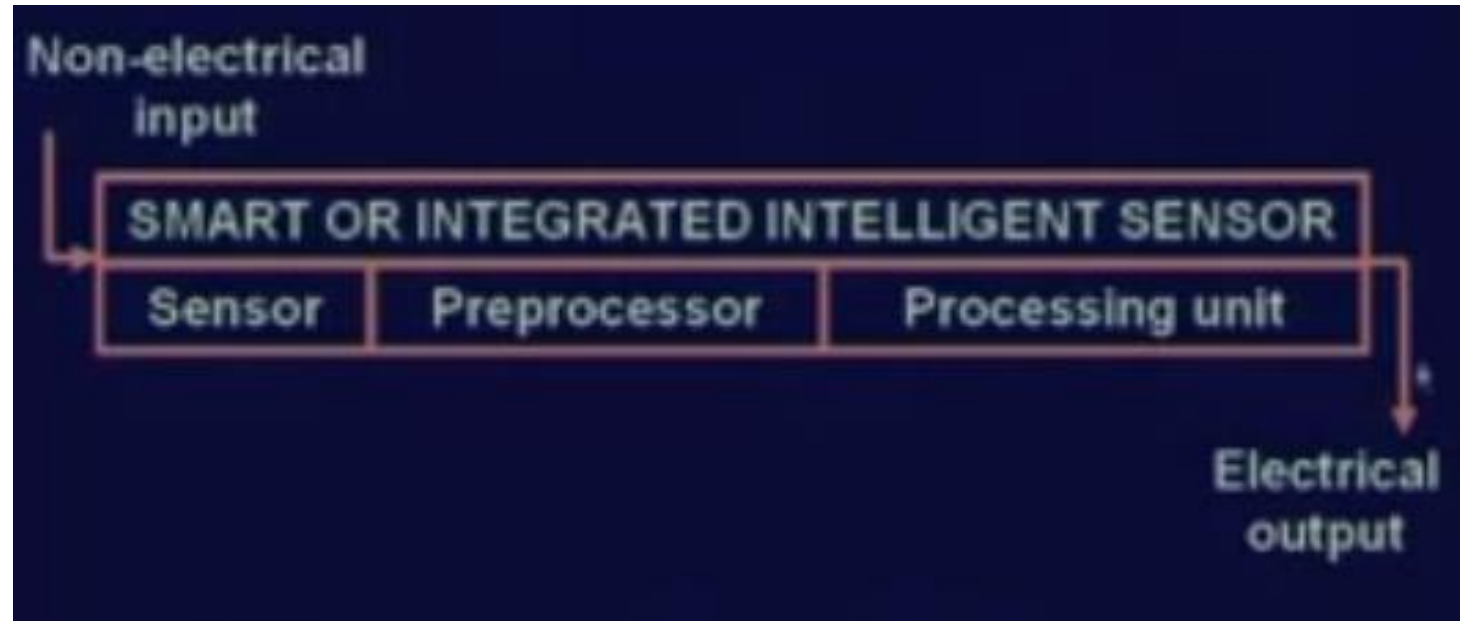 Non-electrical
input
SMART OR INTEGRATED INTELLIGENT SENSOR
Sensor Preprocessor Processing unit
Electrical
output